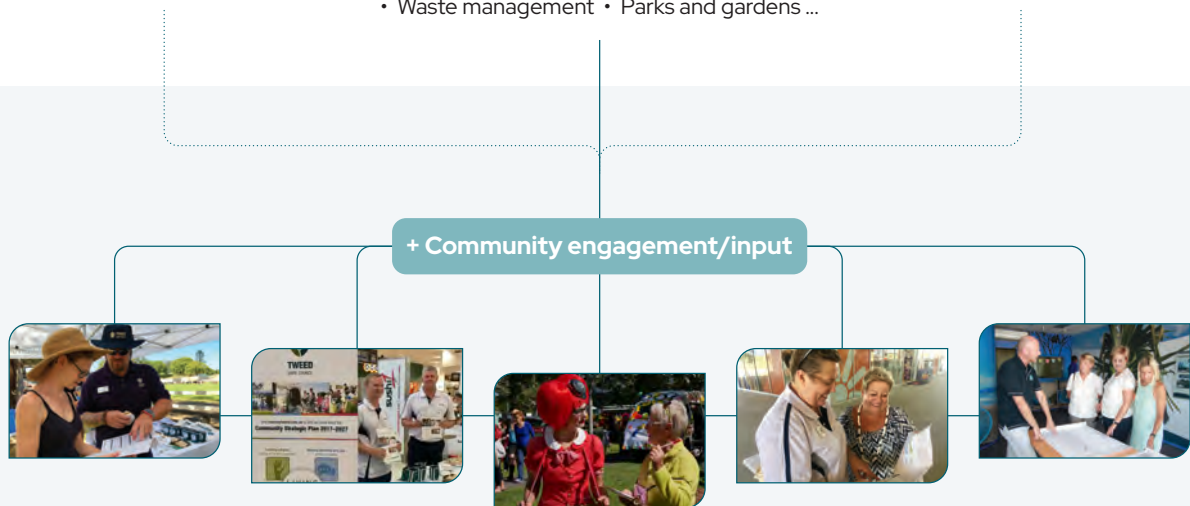 • Waste management • Parks and gardens ...
+ Community engagement/input
TWEED
Community Strategic Plan 2017-2027